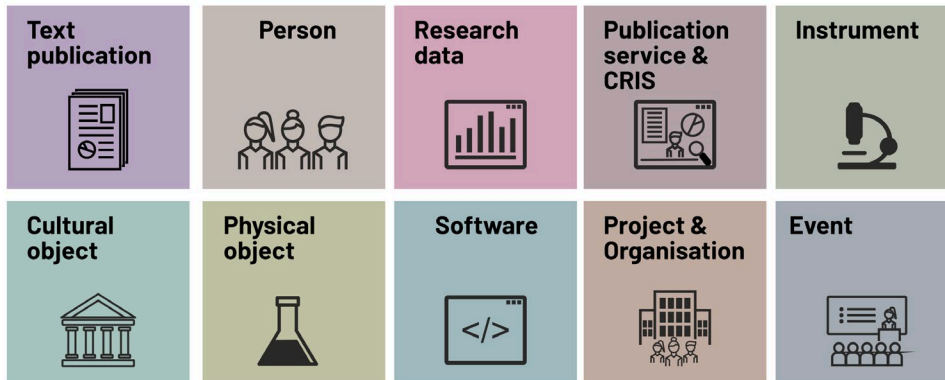 Text
publication
Person
Research
data
Publication
service &
CRIS
Instrument
Cultural
object
Physical
object
Software
</>
Project &
Organisation
Event